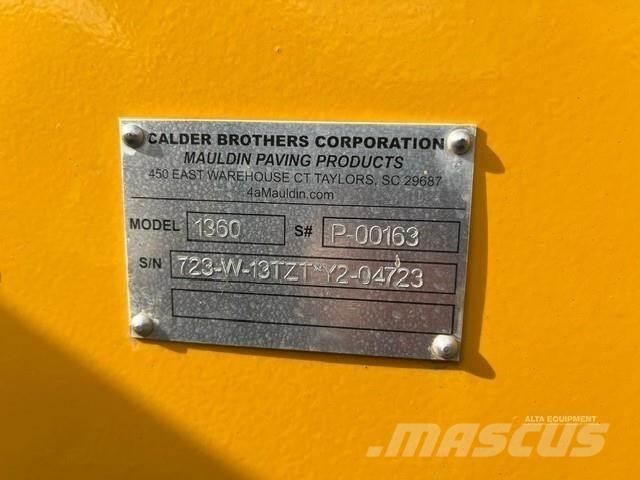 CALDER BROTHERS CORPORATION
MAULDIN PAVING PRODUCTS
450 EAST WAREHOUSE CT TAYLORS, SC 29687
4aMauldin.com
MODEL 1360 S# P-00163
S/N 723-W-13TZT*Y2-04723
ALTA EQUIPMENT
MASCUS